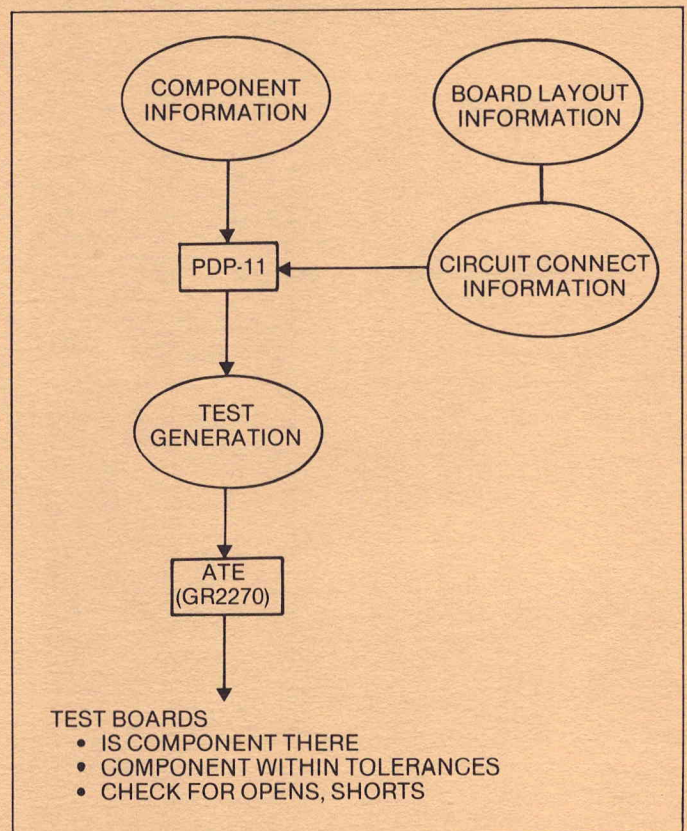 COMPONENT
INFORMATION
BOARD LAYOUT
INFORMATION
PDP-11
CIRCUIT CONNECT
INFORMATION
TEST
GENERATION
ATE
(GR2270)
TEST BOARDS
• IS COMPONENT THERE
• COMPONENT WITHIN TOLERANCES
• CHECK FOR OPENS, SHORTS